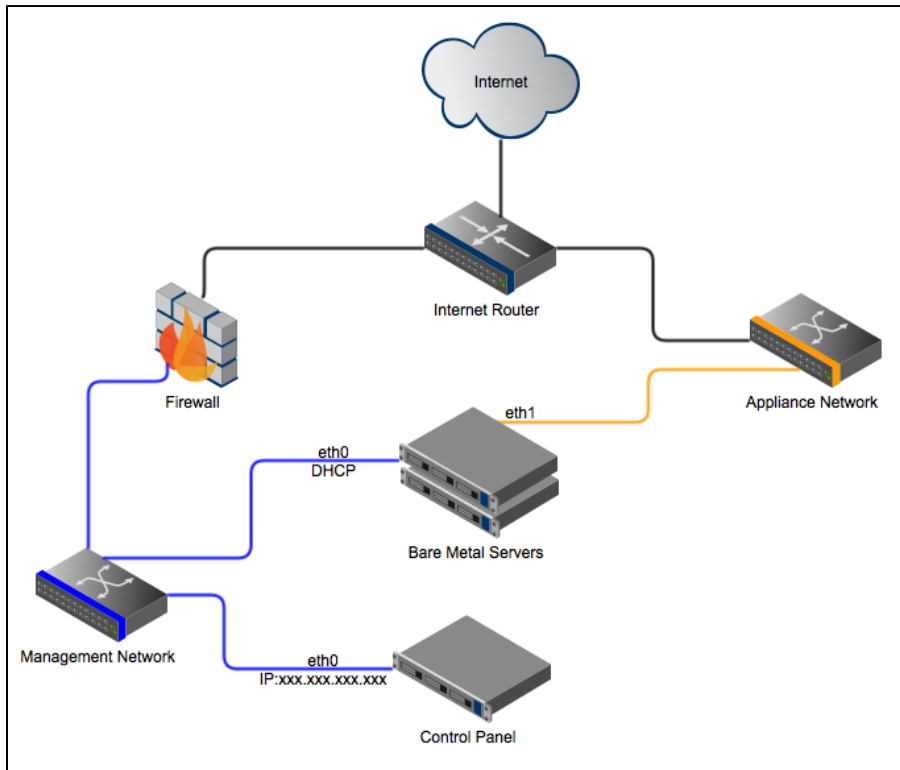 Internet
Internet Router
Firewall
Appliance Network
eth1
eth0
DHCP
Bare Metal Servers
Management Network
eth0
IP:xxx.xxx.xxx.xxx
Control Panel